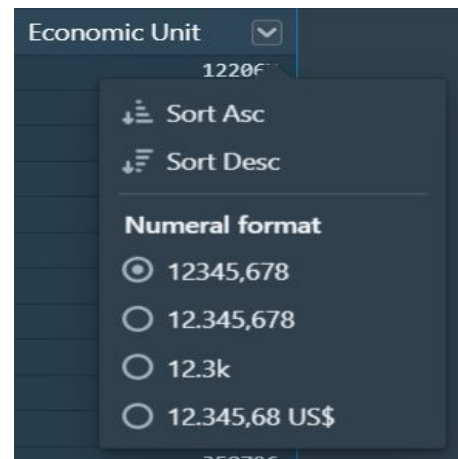 Economic Unit
Sort Asc
Sort Desc
Numeral format
12345,678
12.345,678
12.3k
12.345,68 US$